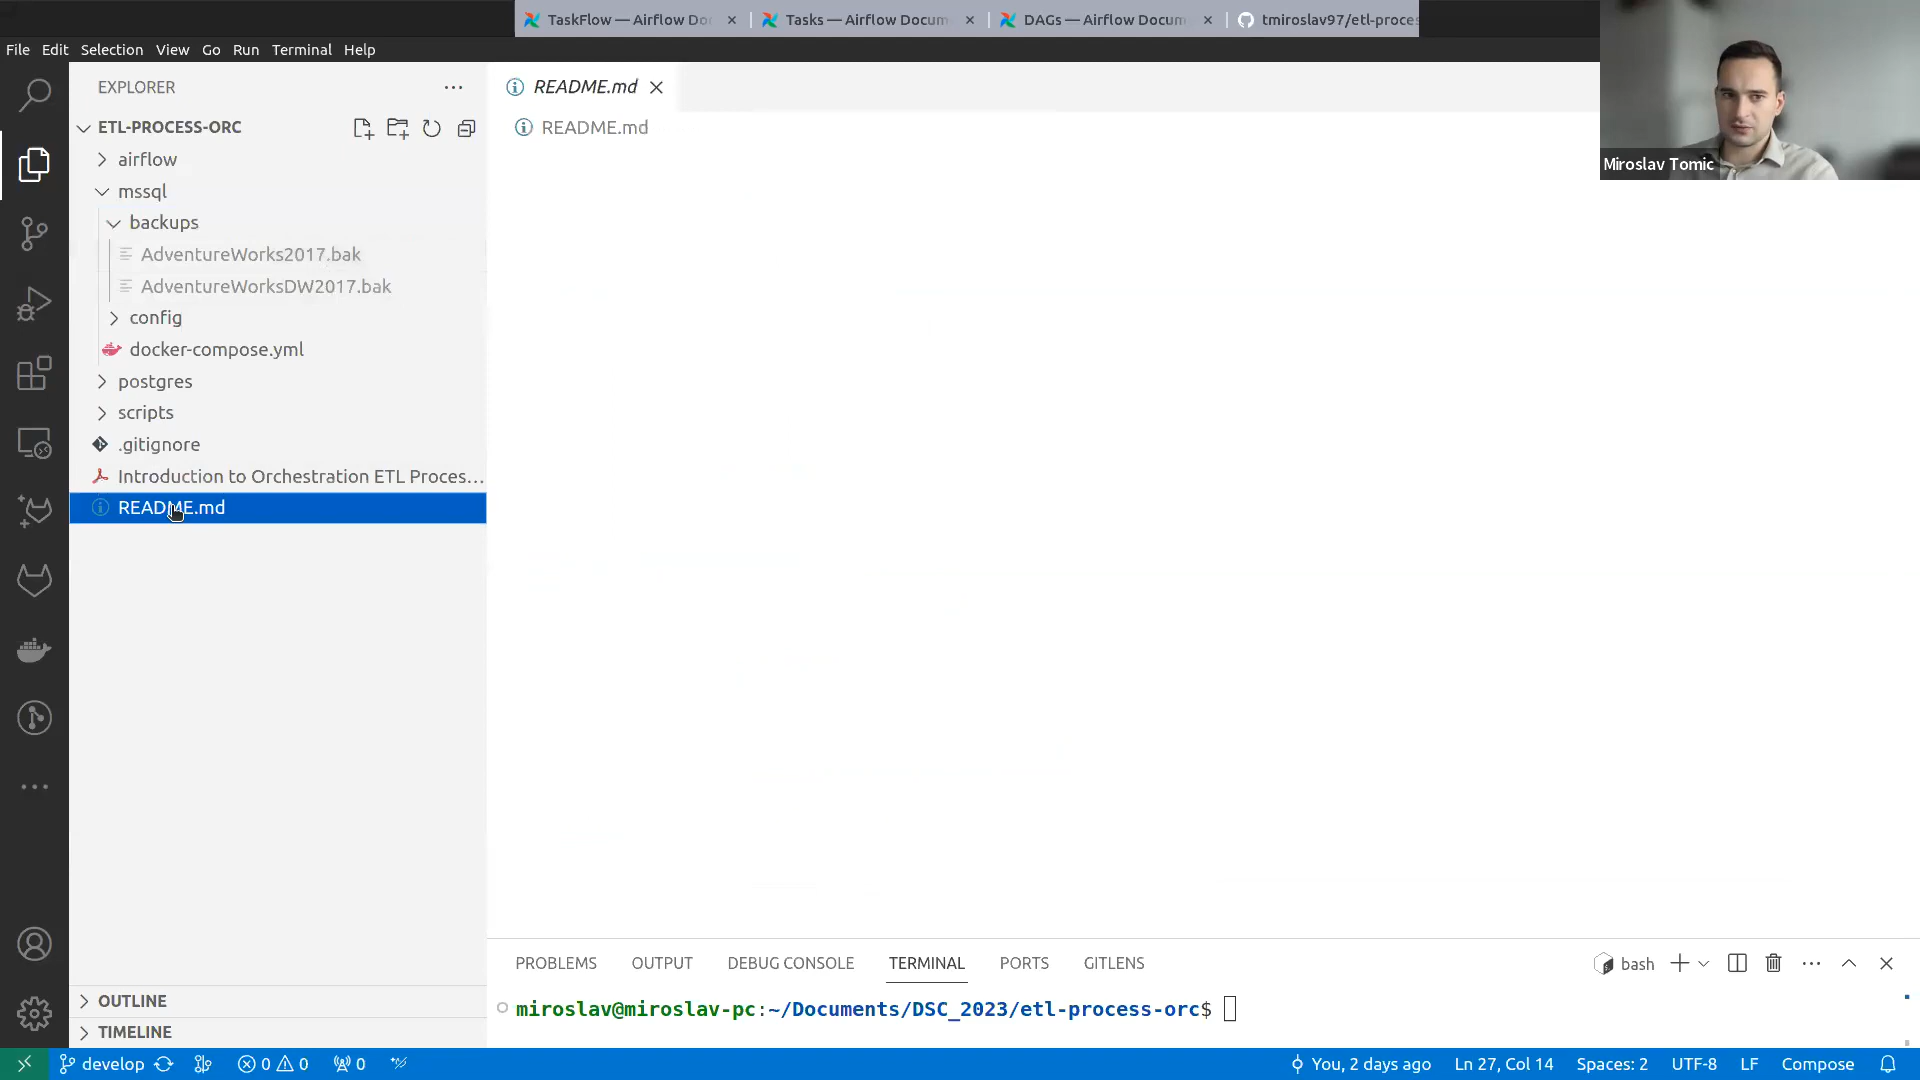 TaskFlow — Airflow Do
Tasks — Airflow Docum
DAGs — Airflow Docum
tmiroslav97/etl-proces
File Edit Selection View Go Run Terminal Help
EXPLORER
README.md
Miroslav Tomic
ETL-PROCESS-ORC
README.md
airflow
mssql
backups
AdventureWorks2017.bak
AdventureWorksDW2017.bak
config
docker-compose.yml
postgres
scripts
.gitignore
Introduction to Orchestration ETL Proces...
README.md
PROBLEMS OUTPUT DEBUG CONSOLE TERMINAL PORTS GITLENS
bash
miroslav@miroslav-pc:~/Documents/DSC_2023/etl-process-orc$
OUTLINE
TIMELINE
develop 0 0 0 You, 2 days ago Ln 27, Col 14 Spaces: 2 UTF-8 LF Compose